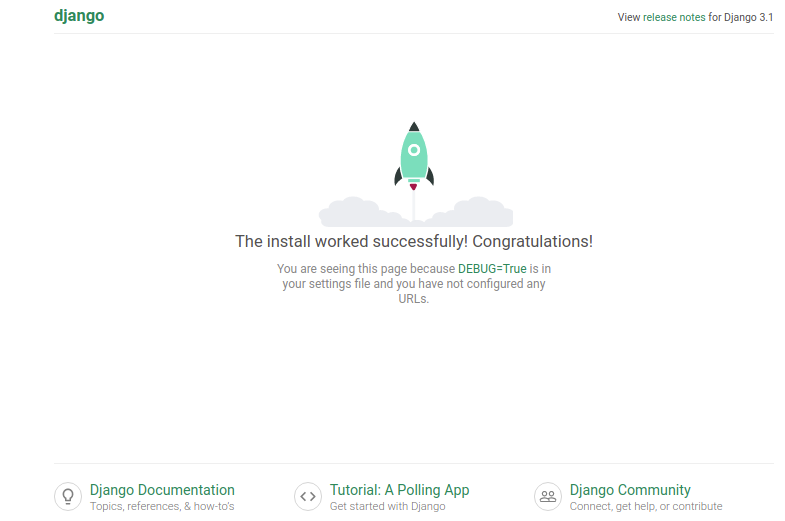 django
View release notes for Django 3.1
The install worked successfully! Congratulations!
You are seeing this page because DEBUG=True is in
your settings file and you have not configured any
URLs.
Django Documentation
Topics, references, & how-to's
Tutorial: A Polling App
Get started with Django
Django Community
Connect, get help, or contribute